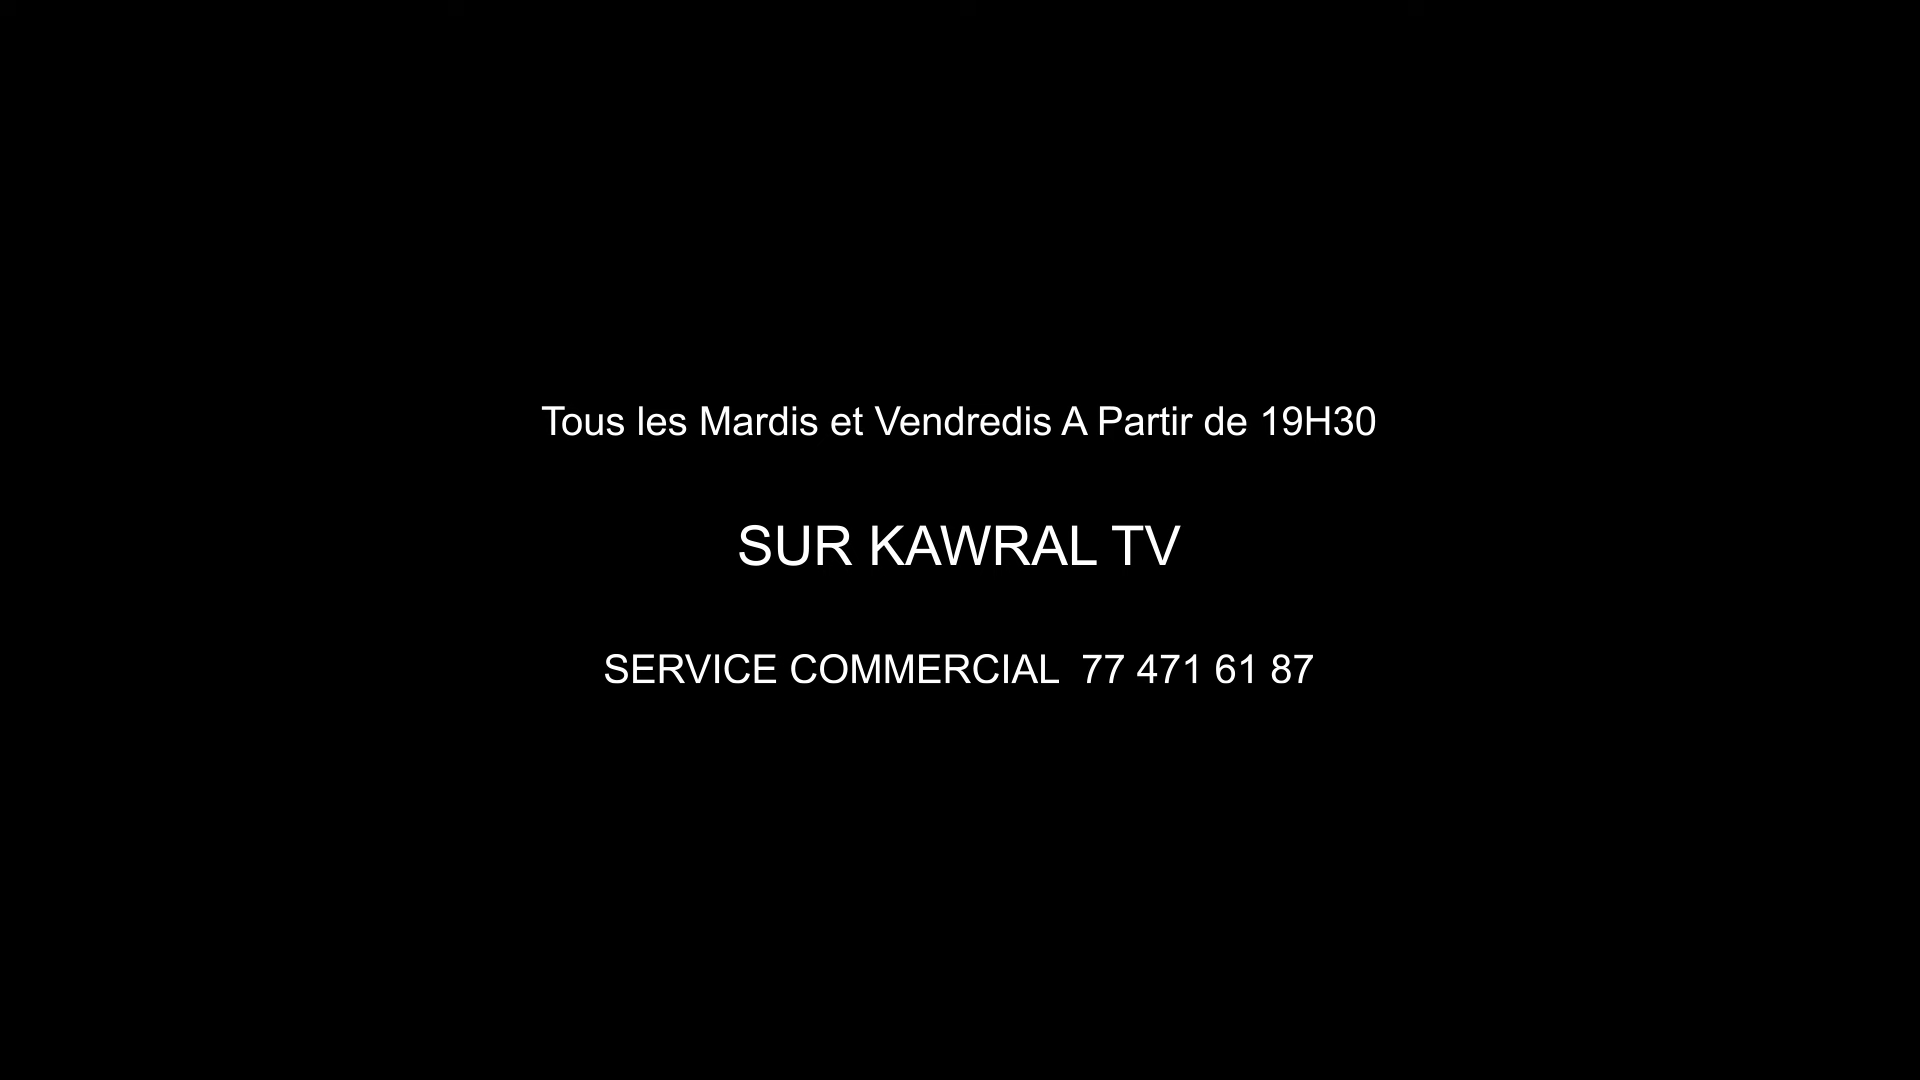 Tous les Mardis et Vendredis A Partir de 19H30
SUR KAWRAL TV
SERVICE COMMERCIAL  77 471 61 87